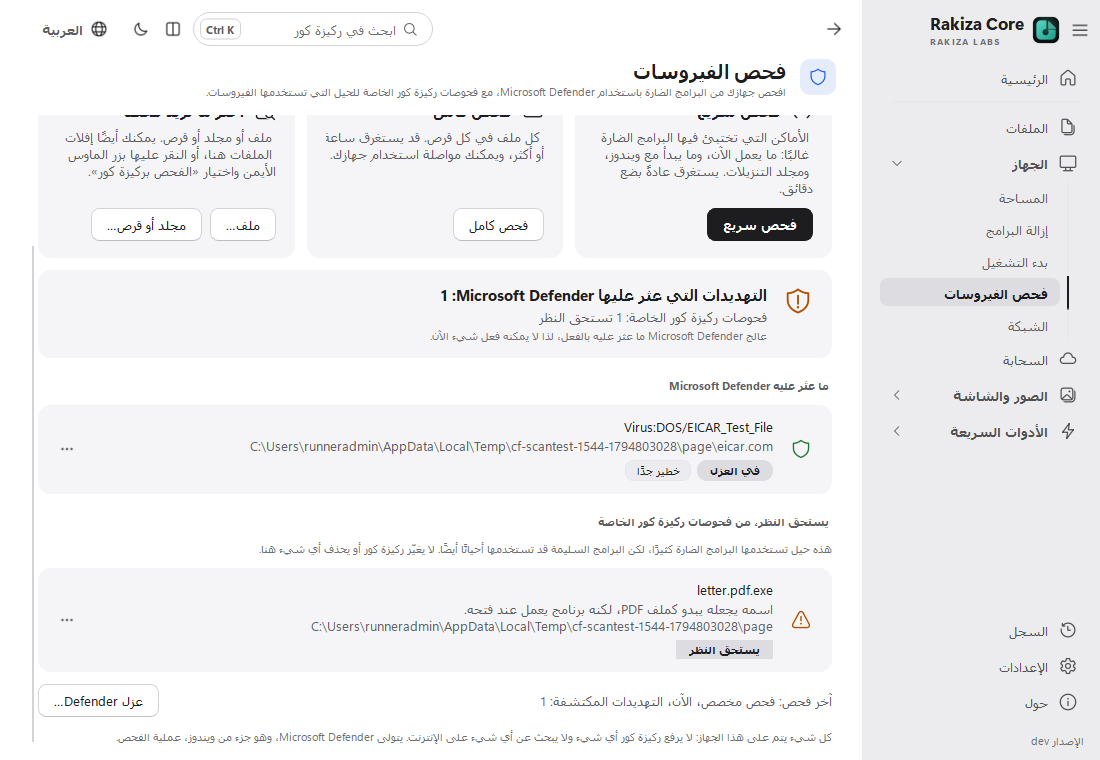 Rakiza Core
RAKIZA LABS
الرئيسية
الملفات
الجهاز
المساحة
إزالة البرامج
بدء التشغيل
فحص الفيروسات
الشبكة
السحابة
الصور والشاشة
الأدوات السريعة
السجل
الإعدادات
حول
الإصدار dev
ابحث في ركيزة كور
Ctrl K
العربية
فحص الفيروسات
افحص جهازك من البرامج الضارة باستخدام Microsoft Defender، مع فحوصات ركيزة كور الخاصة للحيل التي تستخدمها الفيروسات.
الأماكن التي تختبئ فيها البرامج الضارة
غالبًا: ما يعمل الآن، وما يبدأ مع ويندوز،
ومجلد التنزيلات. يستغرق عادةً بضع
دقائق.
فحص سريع
كل ملف في كل قرص. قد يستغرق ساعة
أو أكثر، ويمكنك مواصلة استخدام جهازك.
فحص كامل
ملف أو مجلد أو قرص. يمكنك أيضًا إفلات
الملفات هنا، أو النقر عليها بزر الماوس
الأيمن واختيار «الفحص بركيزة كور».
ملف...
مجلد أو قرص...
التهديدات التي عثر عليها Microsoft Defender: 1
فحوصات ركيزة كور الخاصة: 1 تستحق النظر
عالج Microsoft Defender ما عثر عليه بالفعل، لذا لا يمكنه فعل شيء الآن.
ما عثر عليه Microsoft Defender
Virus:DOS/EICAR_Test_File
C:\Users\runneradmin\AppData\Local\Temp\cf-scantest-1544-1794803028\page\eicar.com
في العزل
خطير جدًا
يستحق النظر، من فحوصات ركيزة كور الخاصة
هذه حيل تستخدمها البرامج الضارة كثيرًا، لكن البرامج السليمة قد تستخدمها أحيانًا أيضًا. لا يغيّر ركيزة كور أو يحذف أي شيء هنا.
letter.pdf.exe
اسمه يجعله يبدو كملف PDF، لكنه برنامج يعمل عند فتحه.
C:\Users\runneradmin\AppData\Local\Temp\cf-scantest-1544-1794803028\page
يستحق النظر
آخر فحص: فحص مخصص، الآن، التهديدات المكتشفة: 1
عزل Defender...
كل شيء يتم على هذا الجهاز: لا يرفع ركيزة كور أي شيء ولا يبحث عن أي شيء على الإنترنت. يتولى Microsoft Defender، وهو جزء من ويندوز، عملية الفحص.